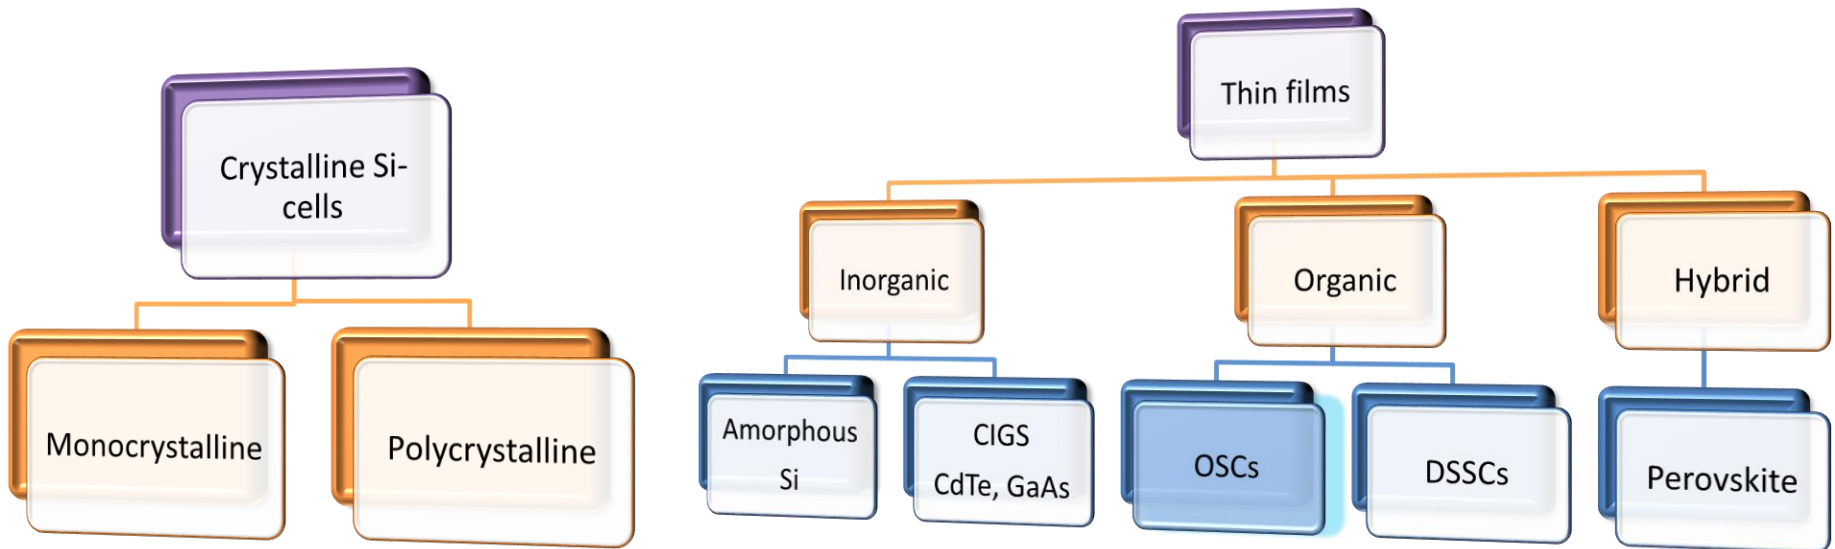 Crystalline Si-
cells
Monocrystalline
Polycrystalline
Thin films
Inorganic
Organic
Hybrid
Amorphous
Si
CIGS
CdTe, GaAs
OSCs
DSSCs
Perovskite